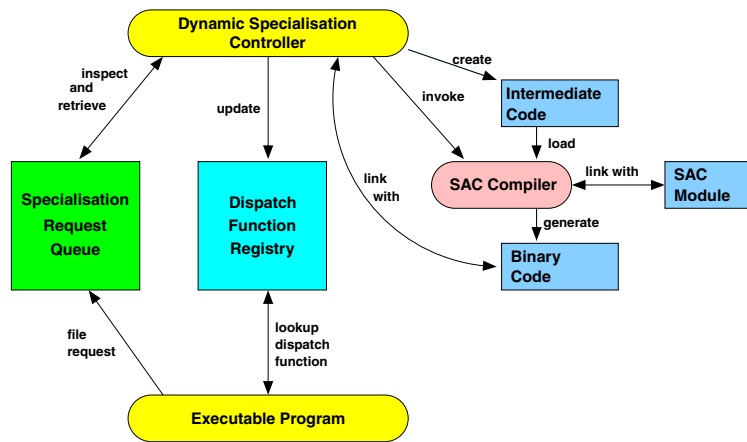 Dynamic Specialisation
Controller
create
inspect
and
retrieve
update
invoke
Intermediate
Code
load
Specialisation
Request
Queue
Dispatch
Function
Registry
link
with
SAC Compiler
link with
SAC
Module
generate
Binary
Code
file
request
lookup
dispatch
function
Executable Program